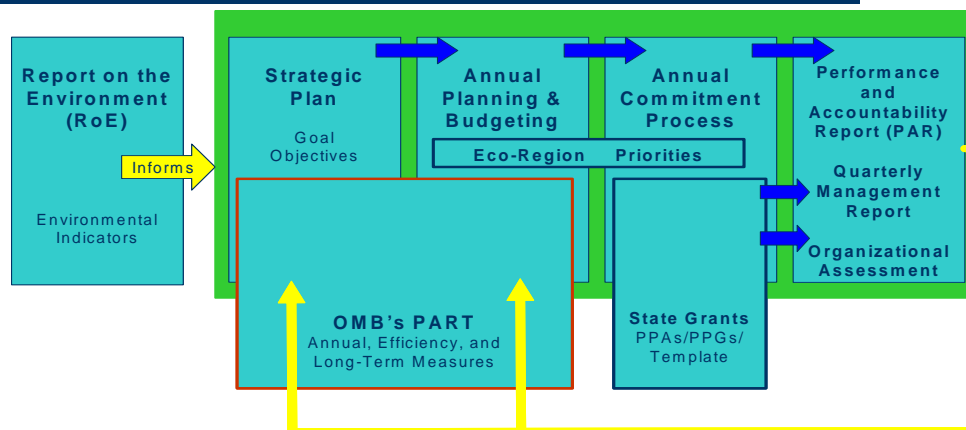 Report on the
Environment
(RoE)
Informs
Environmental
Indicators
Strategic
Plan
Goal
Objectives
Annual
Planning &
Budgeting
Annual
Commitment
Process
Eco-Region Priorities
Performance
and
Accountability
Report (PAR)
Quarterly
Management
Report
Organizational
Assessment
OMB's PART
Annual, Efficiency, and
Long-Term Measures
State Grants
PPAs/PPGs/
Template